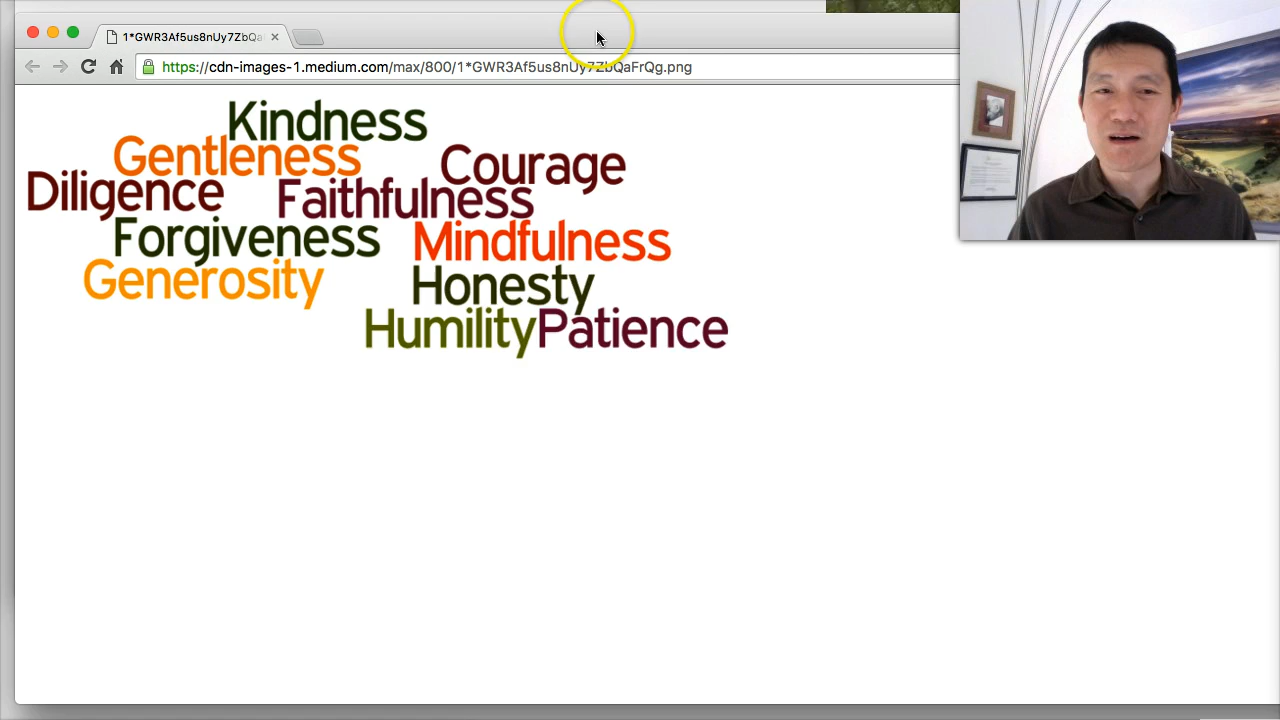 1*GWR3Af5us8nUy7ZbQa
https://cdn-images-1.medium.com/max/800/1*GWR3Af5us8nUy7ZbQaFrQg.png
Kindness
Gentleness
Courage
Diligence
Faithfulness
Forgiveness
Mindfulness
Generosity
Honesty
Humility
Patience